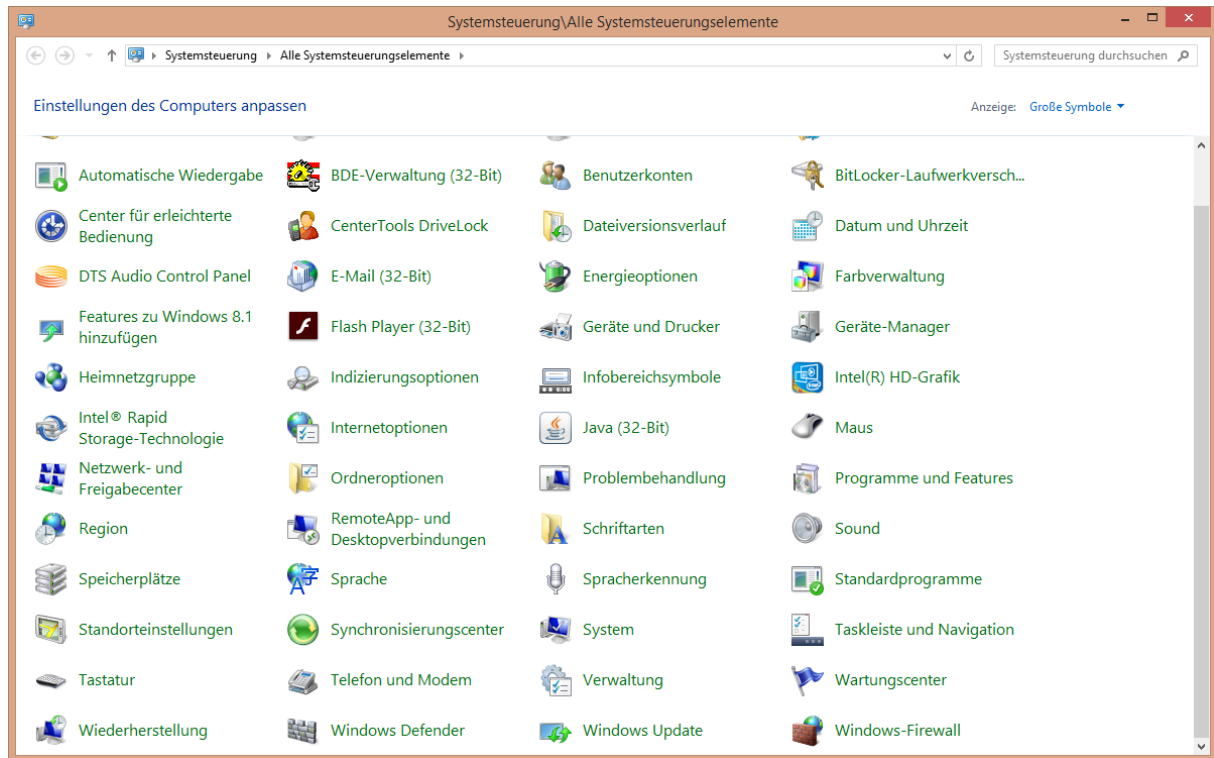 Systemsteuerung\Alle Systemsteuerungselemente
Systemsteuerung Alle Systemsteuerungselemente
Systemsteuerung durchsuchen
Einstellungen des Computers anpassen
Anzeige: Große Symbole
Automatische Wiedergabe
BDE-Verwaltung (32-Bit)
Benutzerkonten
BitLocker-Laufwerkversch...
Center für erleichterte
Bedienung
CenterTools DriveLock
Dateiversionsverlauf
Datum und Uhrzeit
DTS Audio Control Panel
E-Mail (32-Bit)
Energieoptionen
Farbverwaltung
Features zu Windows 8.1
hinzufügen
Flash Player (32-Bit)
Geräte und Drucker
Geräte-Manager
Heimnetzgruppe
Indizierungsoptionen
Infobereichsymbole
Intel(R) HD-Grafik
Intel® Rapid
Storage-Technologie
Internetoptionen
Java (32-Bit)
Maus
Netzwerk- und
Freigabecenter
Ordneroptionen
Problembehandlung
Programme und Features
Region
RemoteApp- und
Desktopverbindungen
Schriftarten
Sound
Speicherplätze
Sprache
Spracherkennung
Standardprogramme
Standorteinstellungen
Synchronisierungscenter
System
Taskleiste und Navigation
Tastatur
Telefon und Modem
Verwaltung
Wartungscenter
Wiederherstellung
Windows Defender
Windows Update
Windows-Firewall